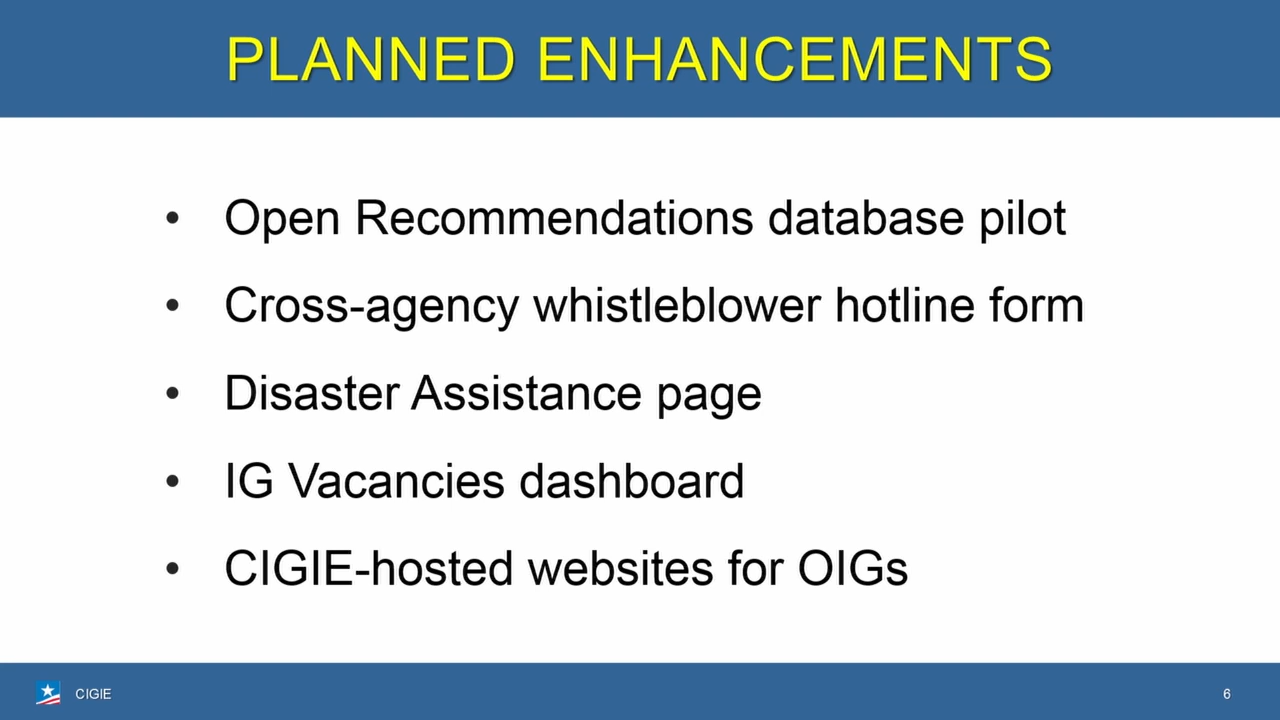 PLANNED ENHANCEMENTS
• Open Recommendations database pilot
• Cross-agency whistleblower hotline form
• Disaster Assistance page
• IG Vacancies dashboard
• CIGIE-hosted websites for OIGs
CIGIE
6